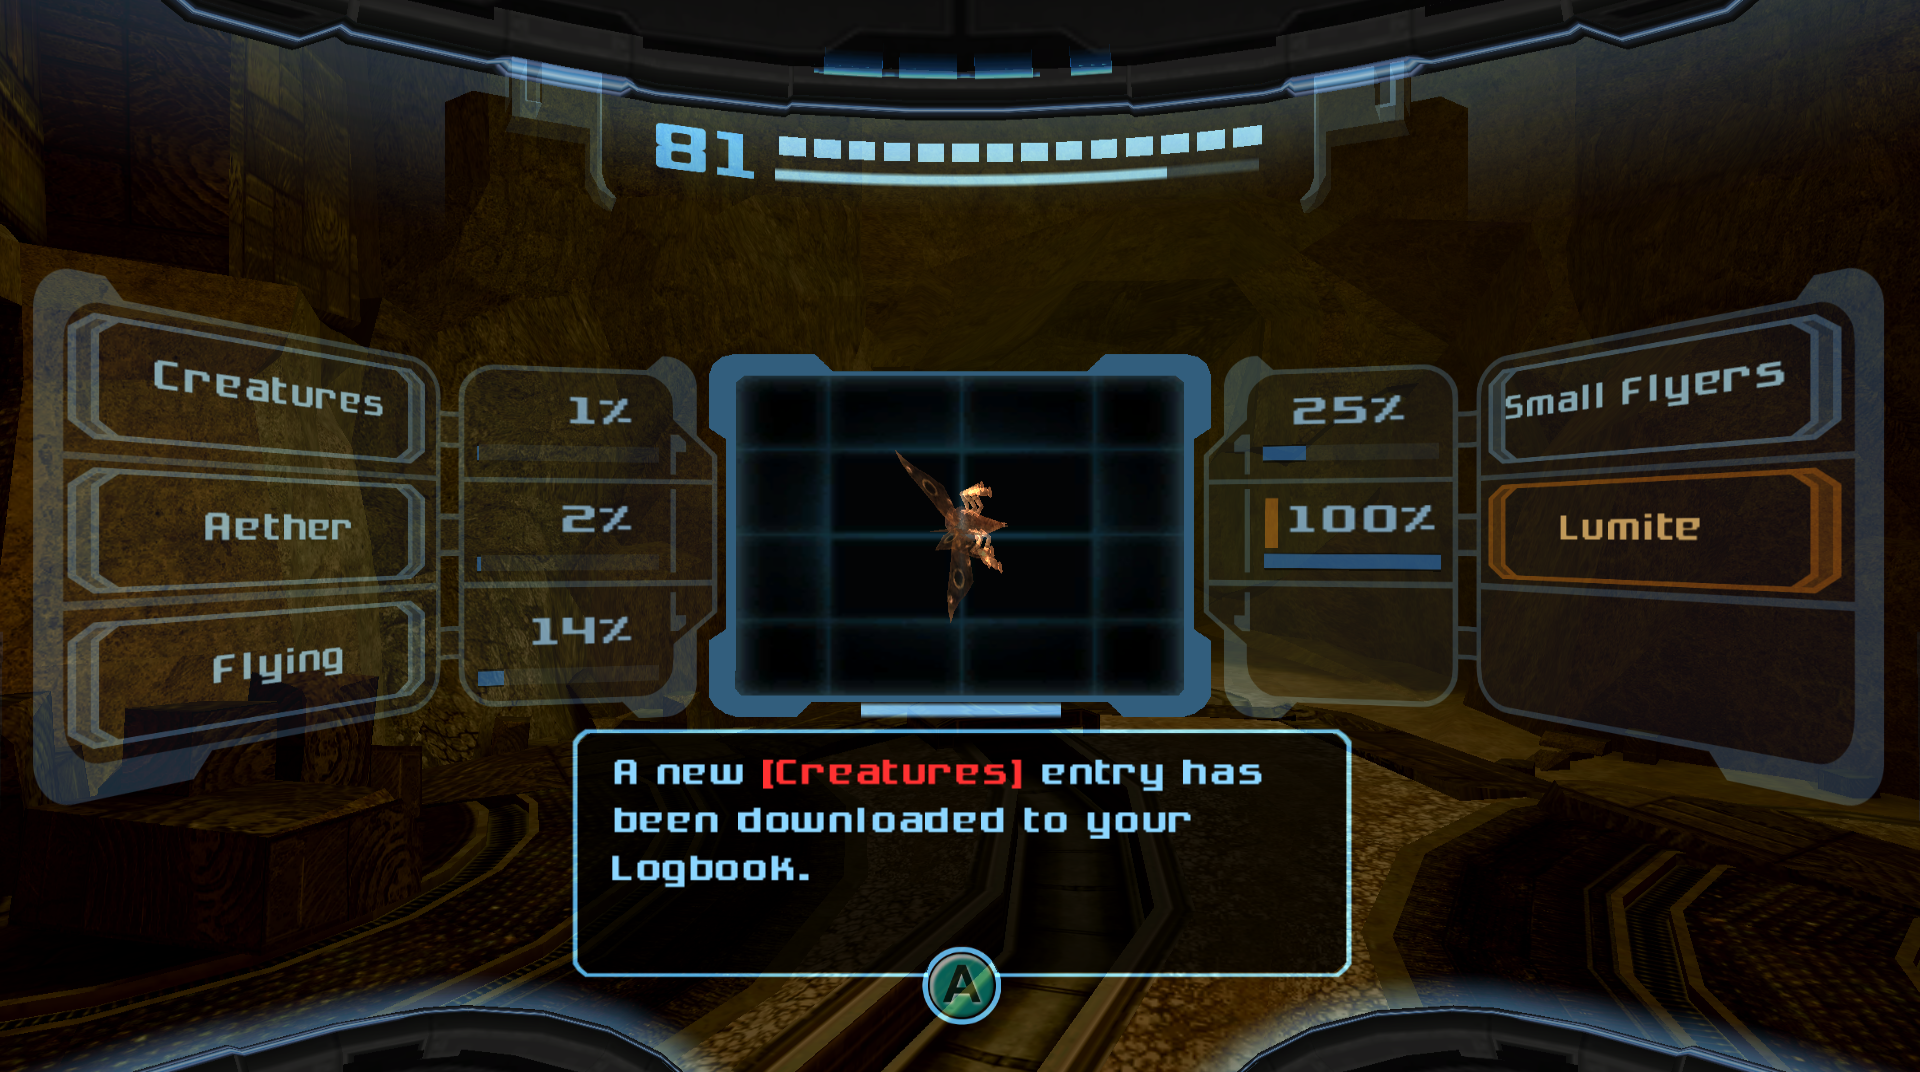 81
Creatures
1%
Aether
2%
Flying
14%
25%
Small Flyers
100%
Lumite
A new [Creatures] entry has
been downloaded to your
Logbook.
A